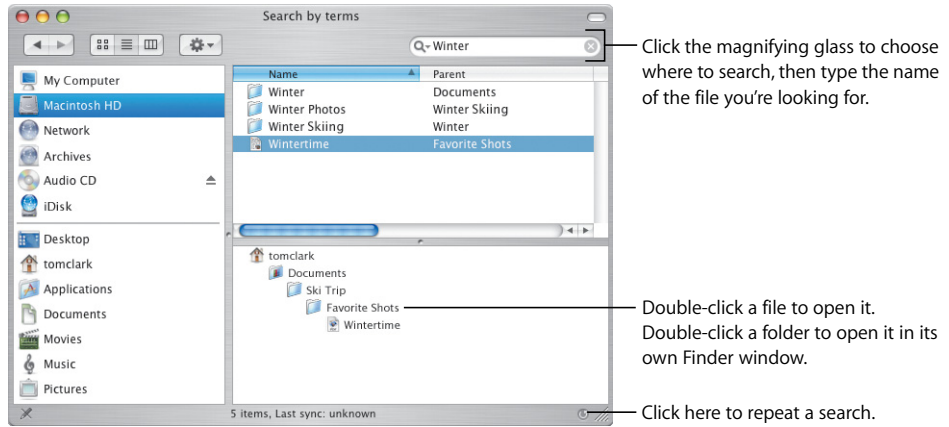 Search by terms
Winter
Click the magnifying glass to choose
where to search, then type the name
of the file you're looking for.
My Computer
Macintosh HD
Network
Archives
Audio CD
iDisk
Desktop
tomclark
Applications
Documents
Movies
Music
Pictures
Name Parent
Winter Documents
Winter Photos Winter Skiing
Winter Skiing Winter
Wintertime Favorite Shots
tomclark
Documents
Ski Trip
Favorite Shots
Wintertime
Double-click a file to open it.
Double-click a folder to open it in its
own Finder window.
5 items, Last sync: unknown
Click here to repeat a search.